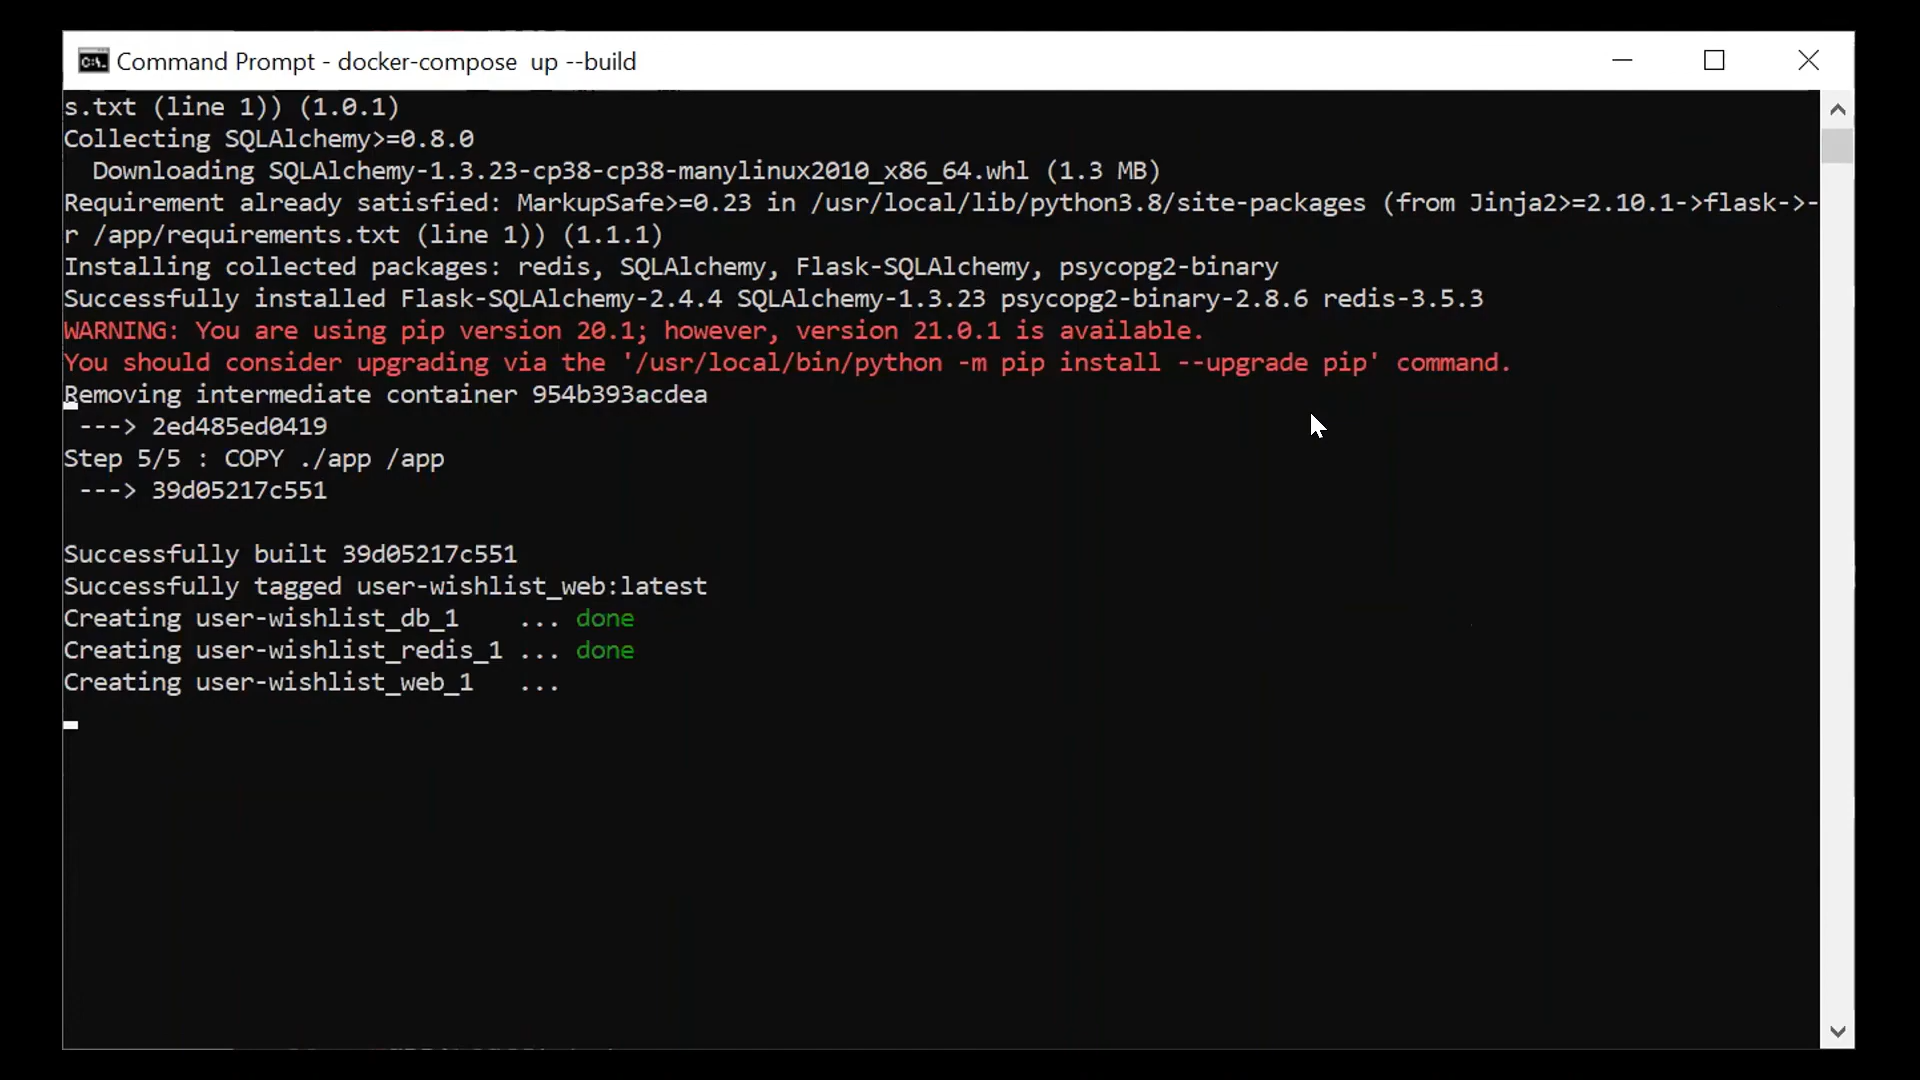 Command Prompt - docker-compose  up --build
s.txt (line 1)) (1.0.1)
Collecting SQLAlchemy>=0.8.0
  Downloading SQLAlchemy-1.3.23-cp38-cp38-manylinux2010_x86_64.whl (1.3 MB)
Requirement already satisfied: MarkupSafe>=0.23 in /usr/local/lib/python3.8/site-packages (from Jinja2>=2.10.1->flask->-
r /app/requirements.txt (line 1)) (1.1.1)
Installing collected packages: redis, SQLAlchemy, Flask-SQLAlchemy, psycopg2-binary
Successfully installed Flask-SQLAlchemy-2.4.4 SQLAlchemy-1.3.23 psycopg2-binary-2.8.6 redis-3.5.3
WARNING: You are using pip version 20.1; however, version 21.0.1 is available.
You should consider upgrading via the '/usr/local/bin/python -m pip install --upgrade pip' command.
Removing intermediate container 954b393acdea
 ---> 2ed485ed0419
Step 5/5 : COPY ./app /app
 ---> 39d05217c551
Successfully built 39d05217c551
Successfully tagged user-wishlist_web:latest
Creating user-wishlist_db_1    ... done
Creating user-wishlist_redis_1 ... done
Creating user-wishlist_web_1   ...